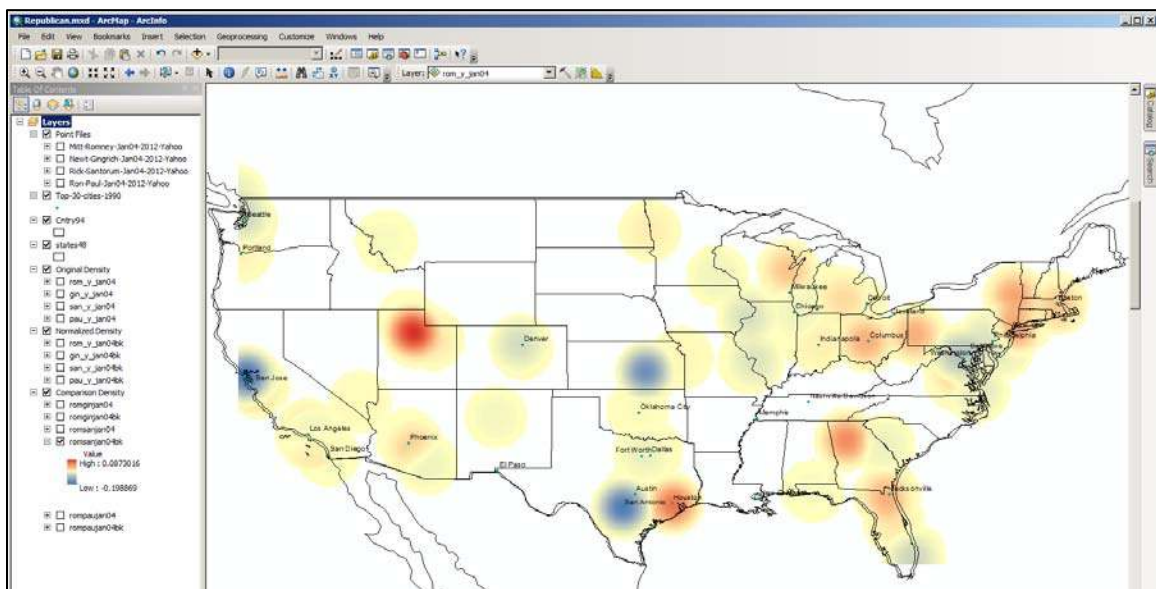 Republican.mxd - ArcMap - ArcInfo
File Edit View Bookmarks Insert Selection Geoprocessing Customize Windows Help
Layer: rom_y_jan04
Table Of Contents
Layers
Point Files
Mitt-Romney-Jan04-2012-Yahoo
Newt-Gingrich-Jan04-2012-Yahoo
Rick-Santorum-Jan04-2012-Yahoo
Ron-Paul-Jan04-2012-Yahoo
Top-30-cities-1990
Cntry94
states48
Original Density
rom_y_jan04
gin_y_jan04
san_y_jan04
pau_y_jan04
Normalized Density
rom_y_jan04bk
gin_y_jan04bk
san_y_jan04bk
pau_y_jan04bk
Comparison Density
romginjan04
romginjan04bk
romsanjan04
romsanjan04bk
Value
High : 0.0873016
Low : -0.198869
rompaujan04
rompaujan04bk
Seattle
Portland
San Jose
Los Angeles
San Diego
Phoenix
El Paso
Denver
Oklahoma City
Fort Worth Dallas
Austin
San Antonio
Houston
Memphis
Milwaukee
Chicago
Detroit
Indianapolis
Columbus
Boston
Philadelphia
Washington
Jacksonville
Catalog
Search